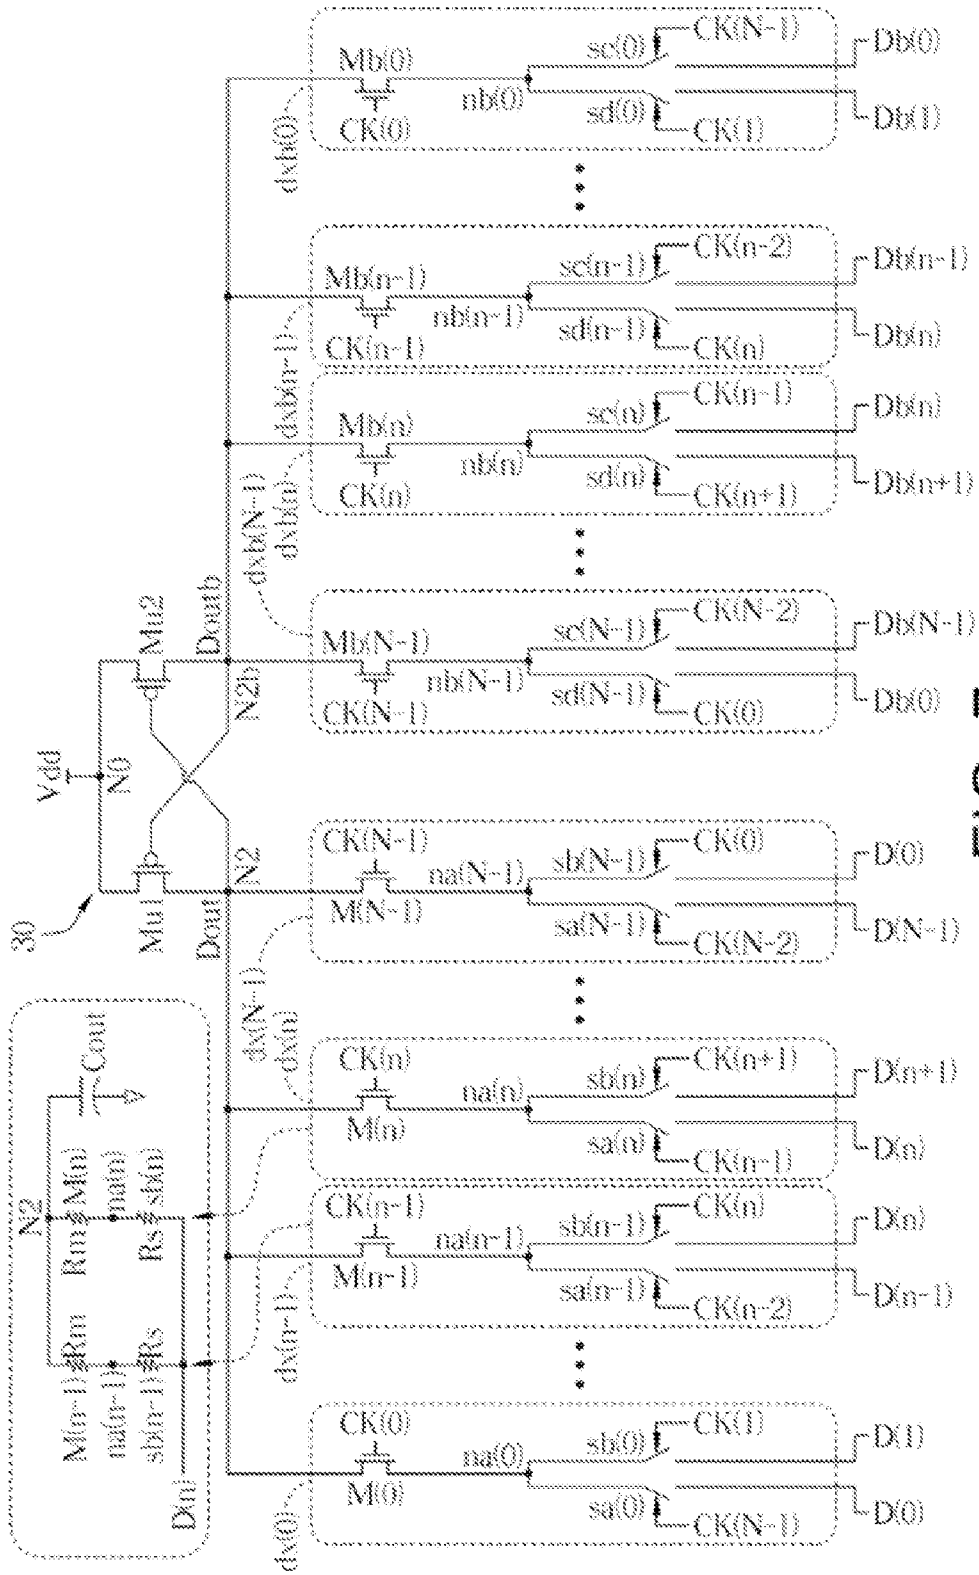 Vdd
N0
30
Mu1
Mu2
Dout
N2
N2b
Doutb
N2
Cout
M(n-1)
Rm
Rm
M(n)
na(n-1)
na(n)
sb(n-1)
Rs
Rs
sb(n)
D(n)
dx(0)
CK(0)
M(0)
na(0)
sa(0)
sb(0)
CK(N-1)
CK(1)
D(0)
D(1)
dx(n-1)
CK(n-1)
M(n-1)
na(n-1)
sa(n-1)
sb(n-1)
CK(n-2)
CK(n)
D(n-1)
D(n)
dx(n)
CK(n)
M(n)
na(n)
sa(n)
sb(n)
CK(n-1)
CK(n+1)
D(n)
D(n+1)
dx(N-1)
CK(N-1)
M(N-1)
na(N-1)
sa(N-1)
sb(N-1)
CK(N-2)
CK(0)
D(N-1)
D(0)
dxb(N-1)
Mb(N-1)
CK(N-1)
nb(N-1)
sd(N-1)
sc(N-1)
CK(0)
CK(N-2)
Db(0)
Db(N-1)
dxb(n)
Mb(n)
CK(n)
nb(n)
sd(n)
sc(n)
CK(n+1)
CK(n-1)
Db(n+1)
Db(n)
dxb(n-1)
Mb(n-1)
CK(n-1)
nb(n-1)
sd(n-1)
sc(n-1)
CK(n)
CK(n-2)
Db(n)
Db(n-1)
dxb(0)
Mb(0)
CK(0)
nb(0)
sd(0)
sc(0)
CK(1)
CK(N-1)
Db(1)
Db(0)